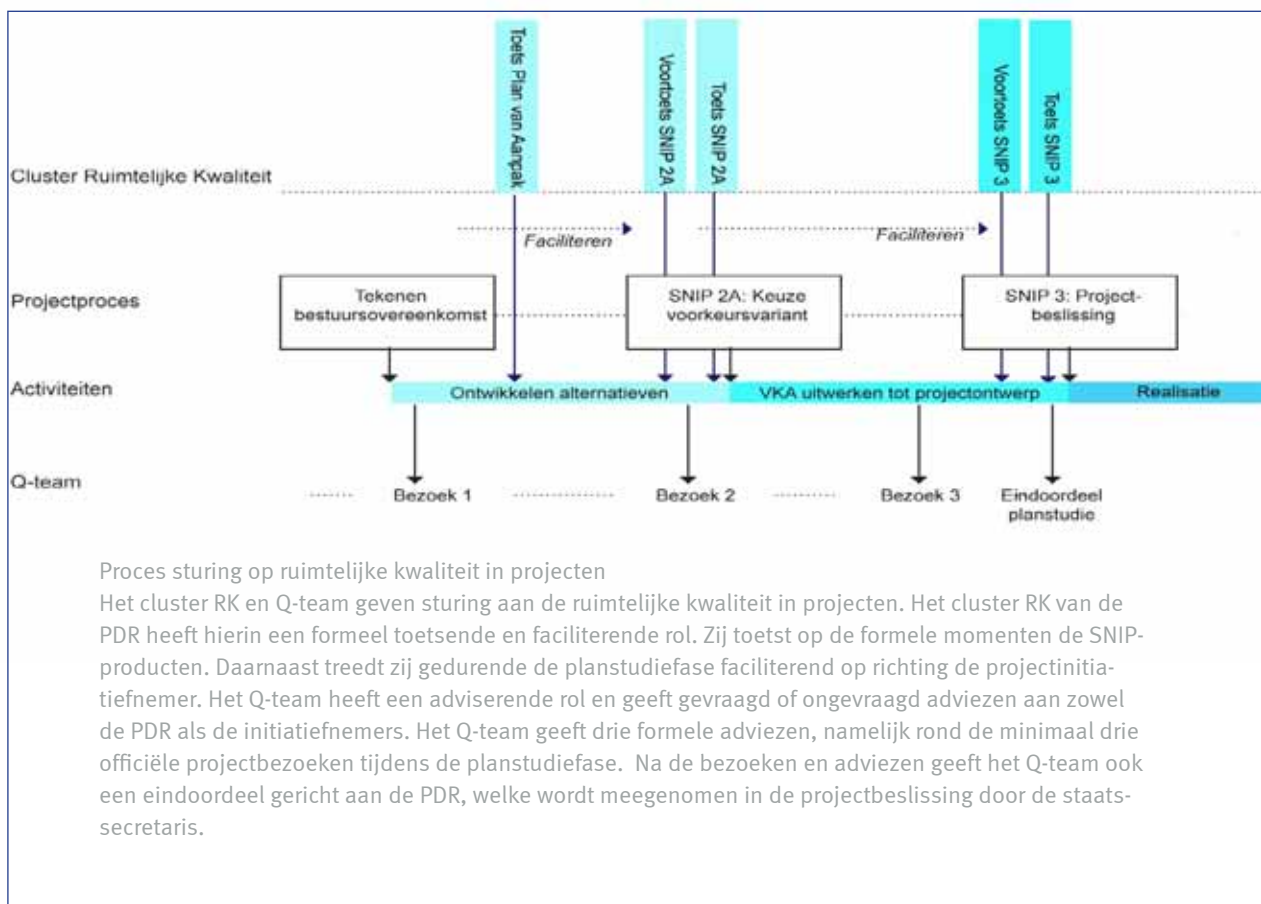 Toets Plan van Aanpak
Voortoets SNIP 2A
Toets SNIP 2A
Voortoets SNIP 3
Toets SNIP 3
Cluster Ruimtelijke Kwaliteit
Faciliteren
Faciliteren
Projectproces
Tekenen
bestuursovereenkomst
SNIP 2A: Keuze
voorkeursvariant
SNIP 3: Project-
beslissing
Activiteiten
Ontwikkelen alternatieven
VKA uitwerken tot projectontwerp
Realisatie
Q-team
Bezoek 1
Bezoek 2
Bezoek 3
Eindoordeel
planstudie
Proces sturing op ruimtelijke kwaliteit in projecten
Het cluster RK en Q-team geven sturing aan de ruimtelijke kwaliteit in projecten. Het cluster RK van de
PDR heeft hierin een formeel toetsende en faciliterende rol. Zij toetst op de formele momenten de SNIP-
producten. Daarnaast treedt zij gedurende de planstudiefase faciliterend op richting de projectinitia-
tiefnemer. Het Q-team heeft een adviserende rol en geeft gevraagd of ongevraagd adviezen aan zowel
de PDR als de initiatiefnemers. Het Q-team geeft drie formele adviezen, namelijk rond de minimaal drie
officiële projectbezoeken tijdens de planstudiefase.  Na de bezoeken en adviezen geeft het Q-team ook
een eindoordeel gericht aan de PDR, welke wordt meegenomen in de projectbeslissing door de staats-
secretaris.